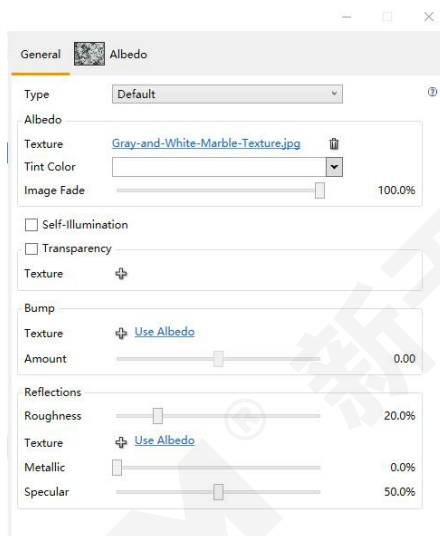 General Albedo
Type Default
Albedo
Texture Gray-and-White-Marble-Texture.jpg
Tint Color
Image Fade 100.0%
Self-Illumination
Transparency
Texture
Bump
Texture Use Albedo
Amount 0.00
Reflections
Roughness 20.0%
Texture Use Albedo
Metallic 0.0%
Specular 50.0%